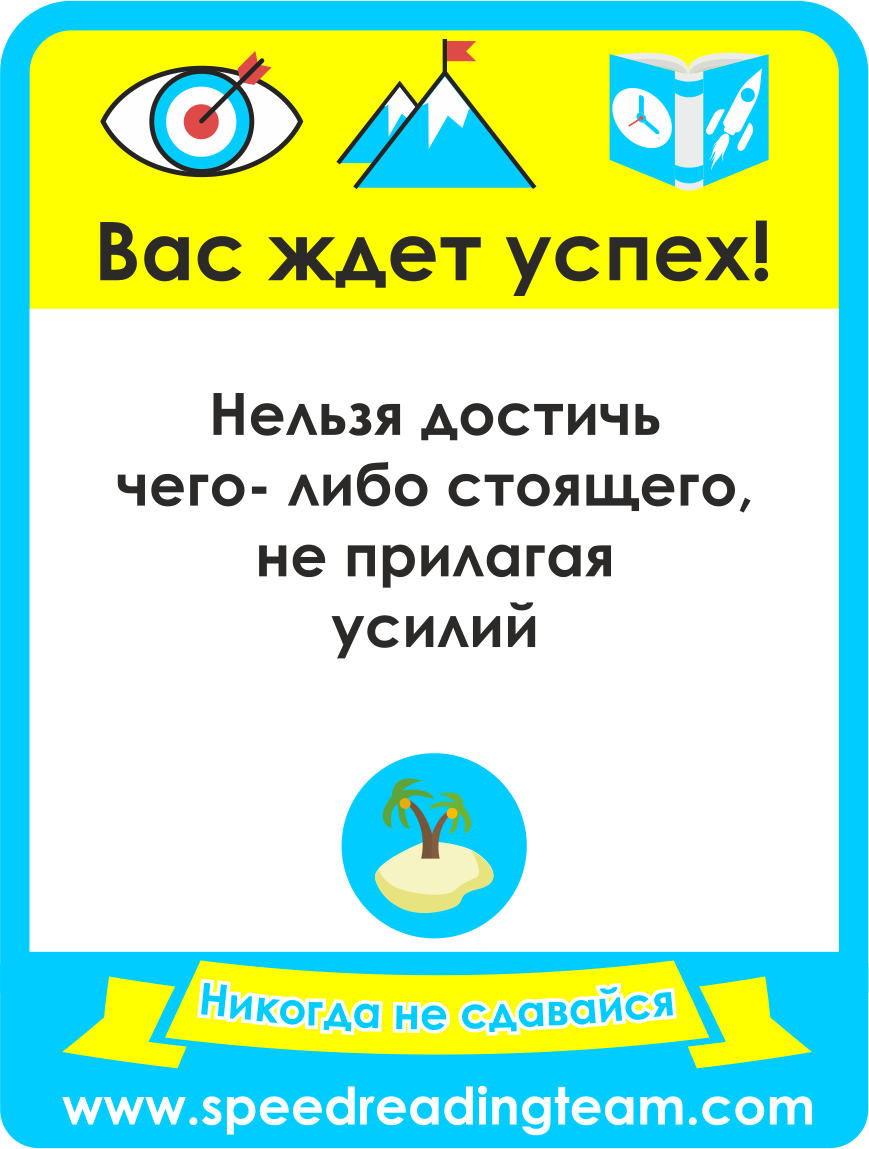 Вас ждет успех!
Нельзя достичь
чего- либо стоящего,
не прилагая
усилий
Никогда не сдавайся
www.speedreadingteam.com